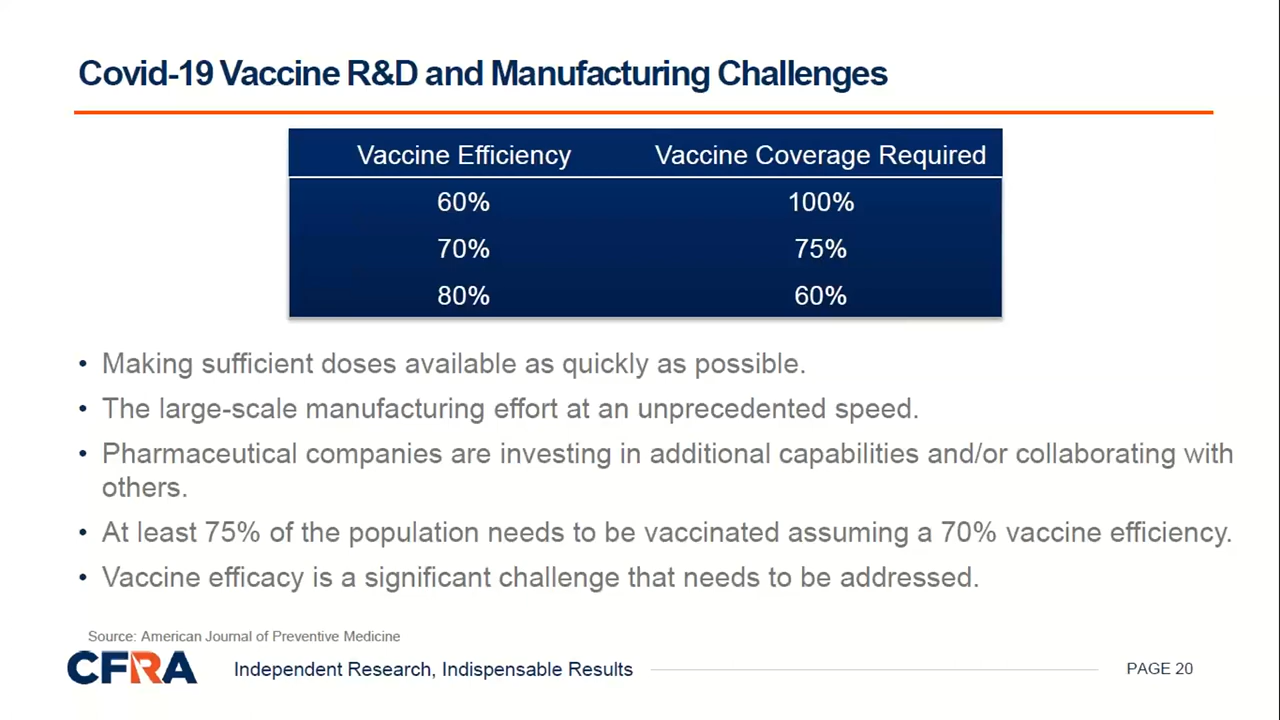 Covid-19 Vaccine R&D and Manufacturing Challenges
Vaccine Efficiency Vaccine Coverage Required
60% 100%
70% 75%
80% 60%
• Making sufficient doses available as quickly as possible.
• The large-scale manufacturing effort at an unprecedented speed.
• Pharmaceutical companies are investing in additional capabilities and/or collaborating with
others.
• At least 75% of the population needs to be vaccinated assuming a 70% vaccine efficiency.
• Vaccine efficacy is a significant challenge that needs to be addressed.
Source: American Journal of Preventive Medicine
CFRA Independent Research, Indispensable Results PAGE 20